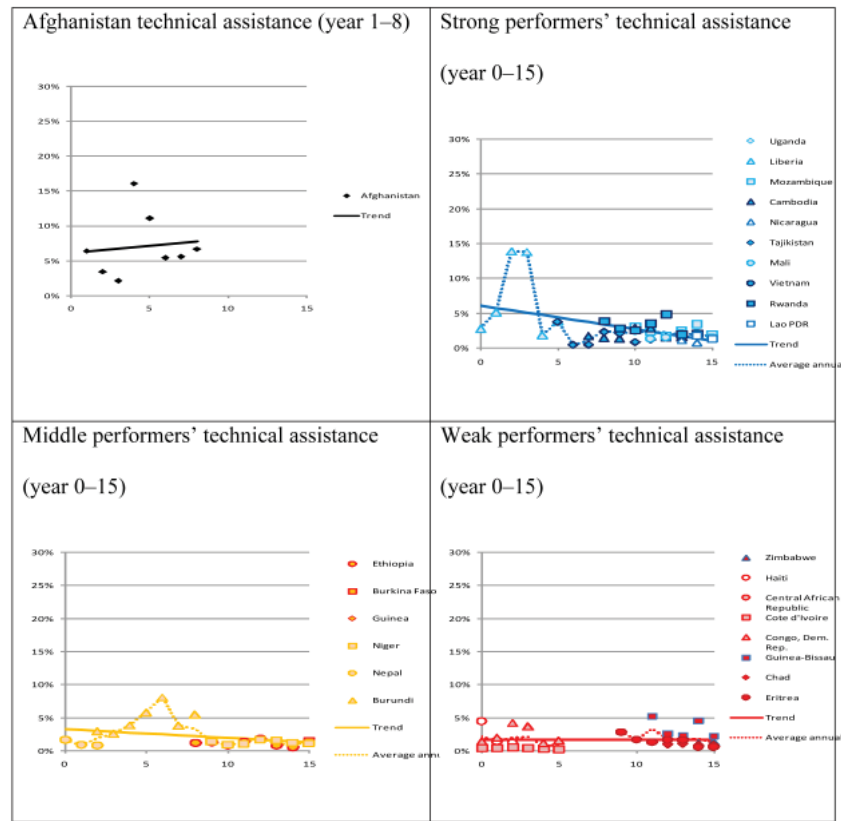 Afghanistan technical assistance (year 1–8)
30%
25%
20%
15%
10%
5%
0%
0
5
10
15
Afghanistan
Trend
Strong performers’ technical assistance
(year 0–15)
30%
25%
20%
15%
10%
5%
0%
0
5
10
15
Uganda
Liberia
Mozambique
Cambodia
Nicaragua
Tajikistan
Mali
Vietnam
Rwanda
Lao PDR
Trend
Average annual
Middle performers’ technical assistance
(year 0–15)
30%
25%
20%
15%
10%
5%
0%
0
5
10
15
Ethiopia
Burkina Faso
Guinea
Niger
Nepal
Burundi
Trend
Average ann
Weak performers’ technical assistance
(year 0–15)
30%
25%
20%
15%
10%
5%
0%
0
5
10
15
Zimbabwe
Haiti
Central African
Republic
Cote d'Ivoire
Congo, Dem.
Rep.
Guinea-Bissau
Chad
Eritrea
Trend
Average annual